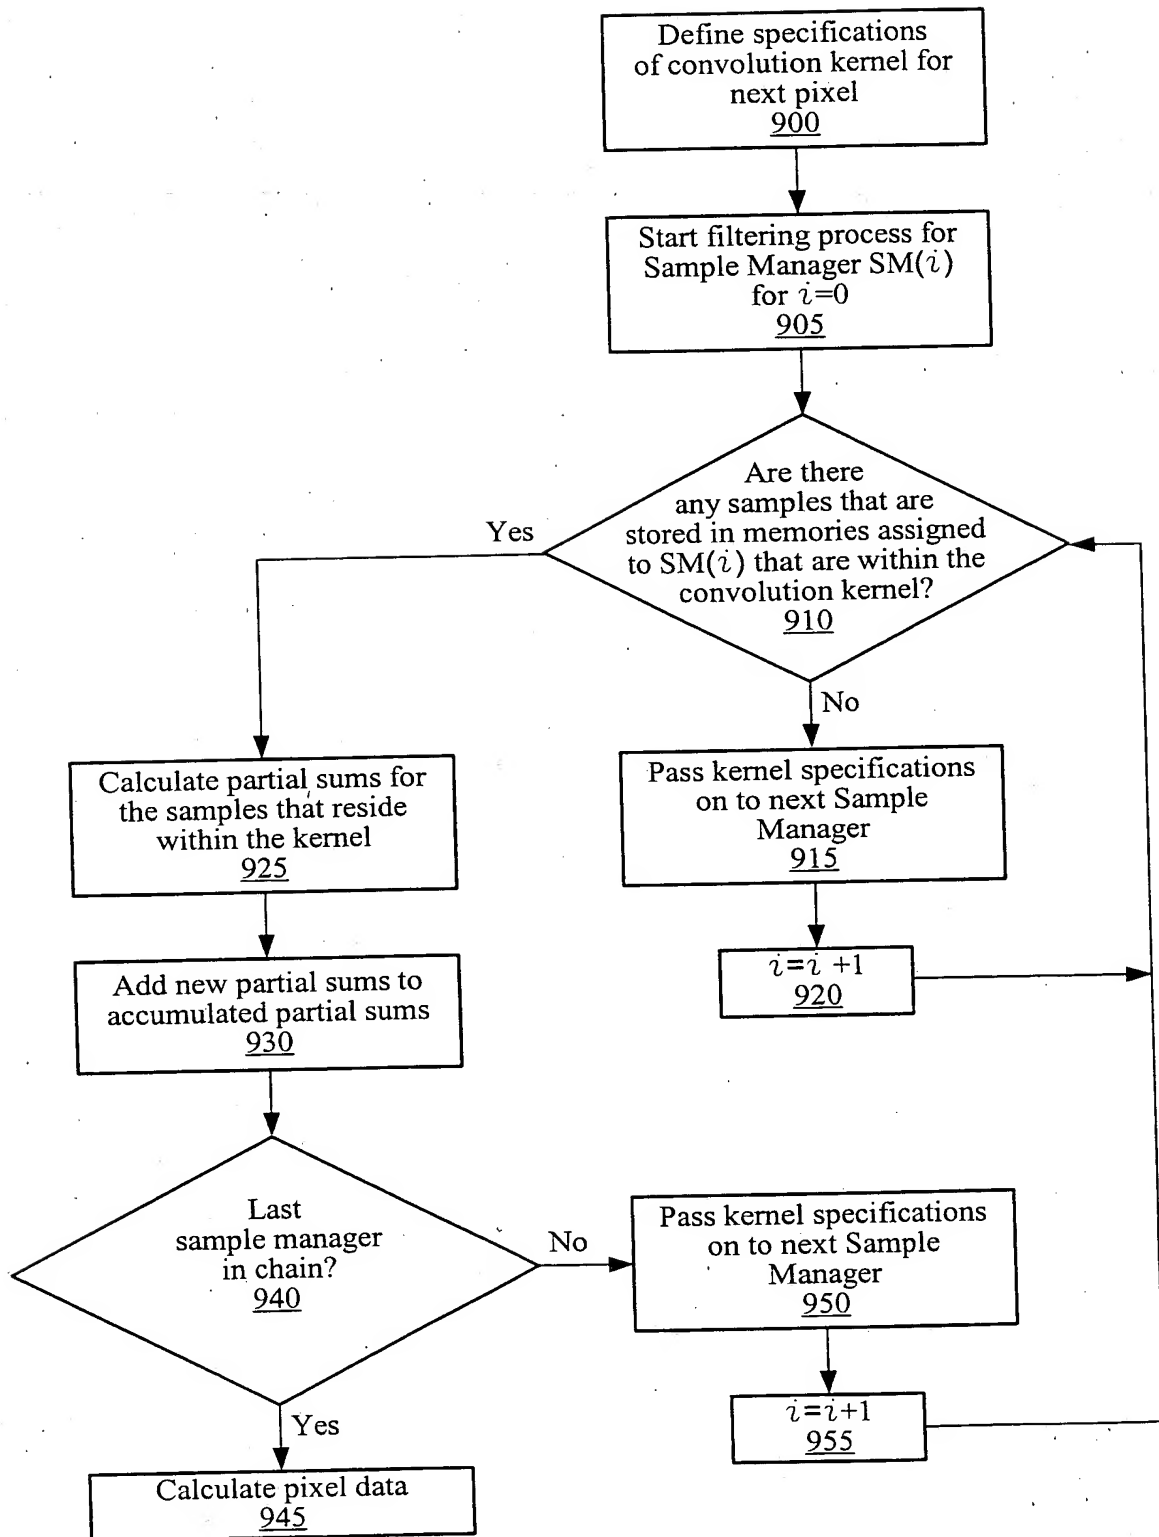 Define specifications
of convolution kernel for
next pixel
900
Start filtering process for
Sample Manager SM(i)
for i=0
905
Are there
any samples that are
stored in memories assigned
to SM(i) that are within the
convolution kernel?
910
Yes
No
Pass kernel specifications
on to next Sample
Manager
915
i=i +1
920
Calculate partial sums for
the samples that reside
within the kernel
925
Add new partial sums to
accumulated partial sums
930
Last
sample manager
in chain?
940
No
Pass kernel specifications
on to next Sample
Manager
950
i=i+1
955
Yes
Calculate pixel data
945